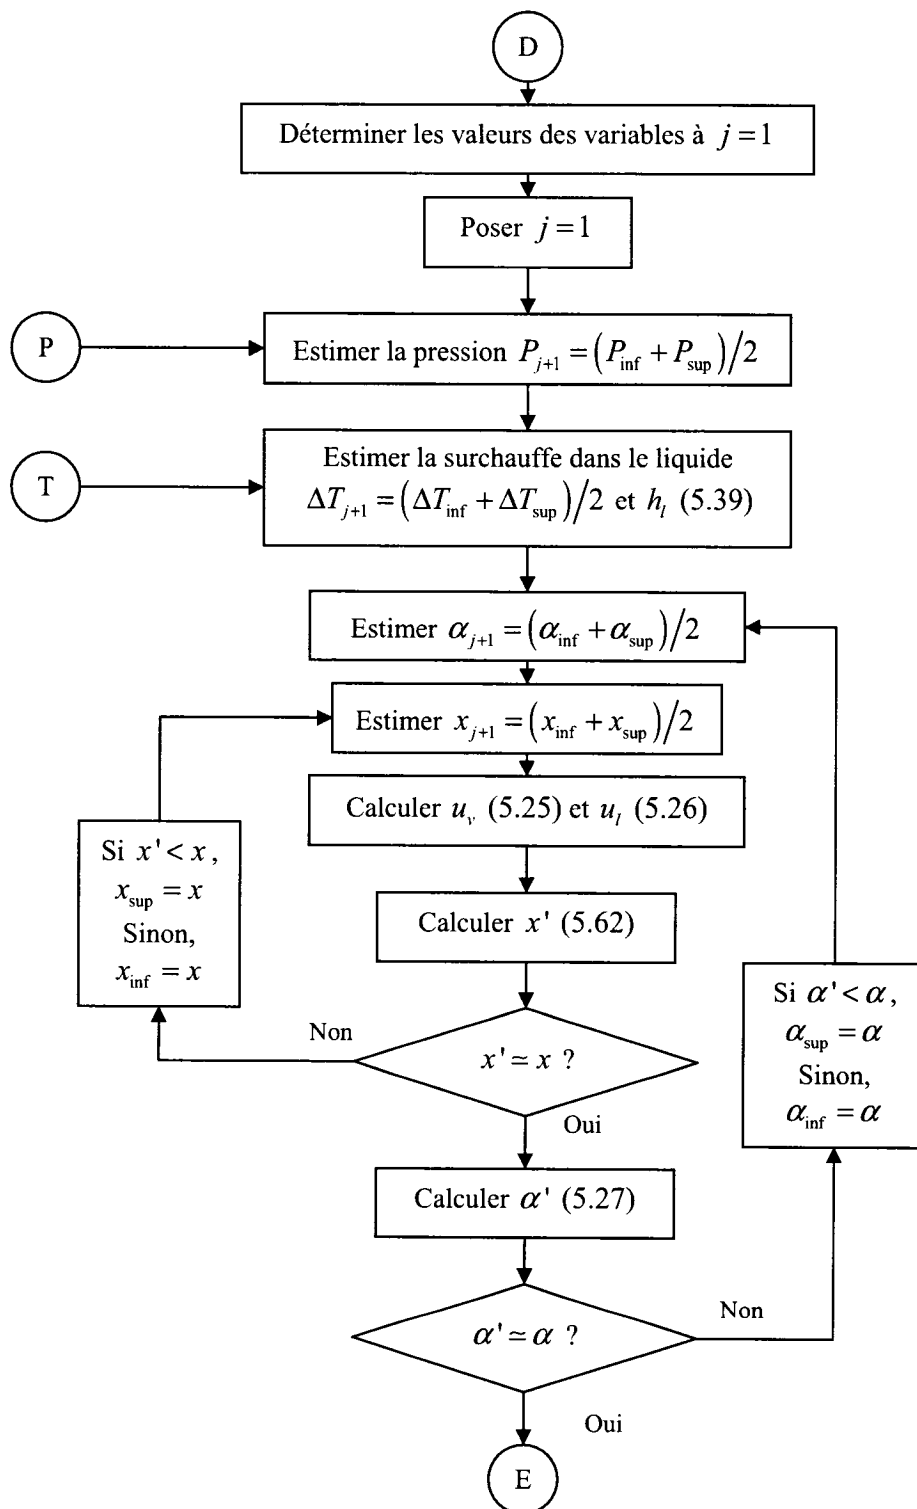 D
Déterminer les valeurs des variables à j = 1
Poser j = 1
P
Estimer la pression P_{j+1} = (P_inf + P_sup)/2
T
Estimer la surchauffe dans le liquide
ΔT_{j+1} = (ΔT_inf + ΔT_sup)/2 et h_l (5.39)
Estimer α_{j+1} = (α_inf + α_sup)/2
Estimer x_{j+1} = (x_inf + x_sup)/2
Calculer u_v (5.25) et u_l (5.26)
Si x' < x,
x_sup = x
Sinon,
x_inf = x
Calculer x' (5.62)
Si α' < α,
α_sup = α
Sinon,
α_inf = α
Non
x' ≃ x ?
Oui
Calculer α' (5.27)
Non
α' ≃ α ?
Oui
E